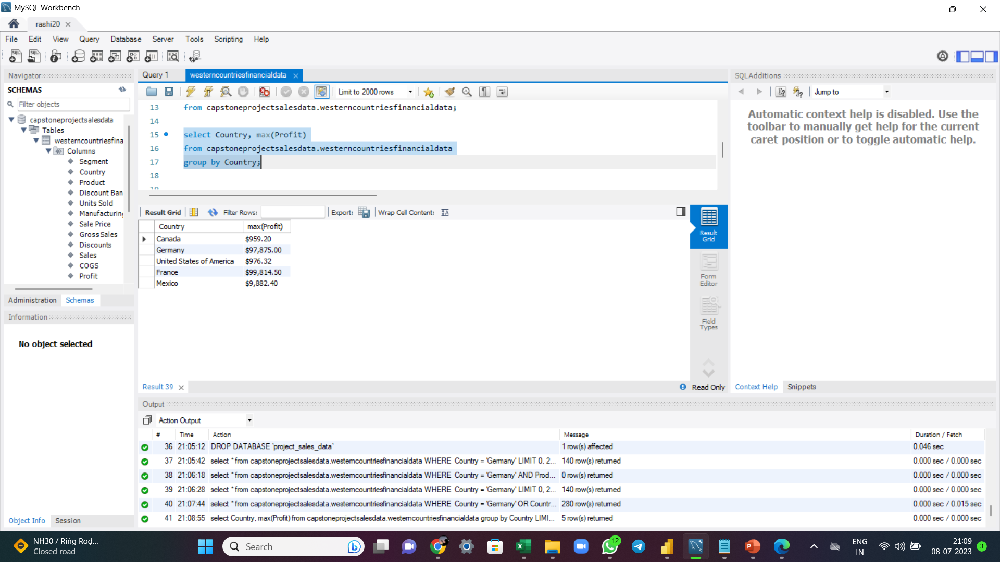 MySQL Workbench
rashi20
File Edit View Query Database Server Tools Scripting Help
Navigator
SCHEMAS
Filter objects
capstoneprojectsalesdata
Tables
westerncountriesfina
Columns
Segment
Country
Product
Discount Ban
Units Sold
Manufacturin
Sale Price
Gross Sales
Discounts
Sales
COGS
Profit
Administration Schemas
Information
No object selected
Object Info Session
Query 1 westerncountriesfinancialdata
Limit to 2000 rows
13 from capstoneprojectsalesdata.westerncountriesfinancialdata;
14
15 select Country, max(Profit)
16 from capstoneprojectsalesdata.westerncountriesfinancialdata
17 group by Country;
18
19
Result Grid Filter Rows: Export: Wrap Cell Content:
Country max(Profit)
Canada $959.20
Germany $97,875.00
United States of America $976.32
France $99,814.50
Mexico $9,882.40
Result Grid
Form Editor
Field Types
Result 39 Read Only
SQLAdditions
Jump to
Automatic context help is disabled. Use the
toolbar to manually get help for the current
caret position or to toggle automatic help.
Context Help Snippets
Output
Action Output
# Time Action Message Duration / Fetch
36 21:05:12 DROP DATABASE `project_sales_data` 1 row(s) affected 0.046 sec
37 21:05:42 select * from capstoneprojectsalesdata.westerncountriesfinancialdata WHERE Country = 'Germany' LIMIT 0, 2... 140 row(s) returned 0.000 sec / 0.000 sec
38 21:06:18 select * from capstoneprojectsalesdata.westerncountriesfinancialdata WHERE Country = 'Germany' AND Prod... 0 row(s) returned 0.000 sec / 0.000 sec
39 21:06:28 select * from capstoneprojectsalesdata.westerncountriesfinancialdata WHERE Country = 'Germany' LIMIT 0, 2... 140 row(s) returned 0.000 sec / 0.000 sec
40 21:07:44 select * from capstoneprojectsalesdata.westerncountriesfinancialdata WHERE Country = 'Germany' OR Countr... 280 row(s) returned 0.000 sec / 0.015 sec
41 21:08:55 select Country, max(Profit) from capstoneprojectsalesdata.westerncountriesfinancialdata group by Country LIMI... 5 row(s) returned 0.000 sec / 0.000 sec
NH30 / Ring Rod...
Closed road
Search
12
ENG
IN
21:09
08-07-2023
3